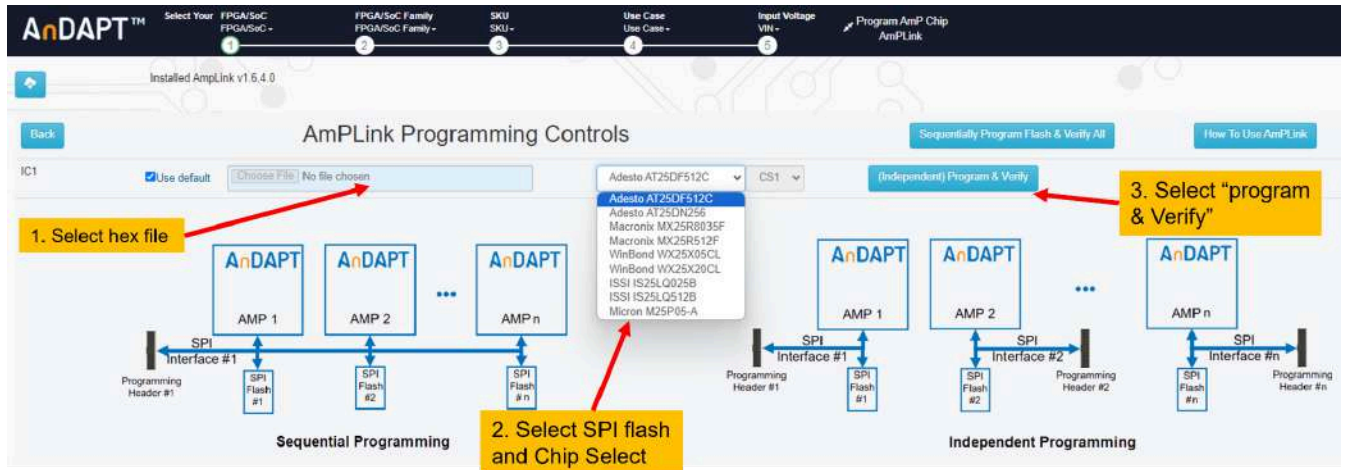 AnDAPT™
Select Your FPGA/SoC
FPGA/SoC
FPGA/SoC Family
FPGA/SoC Family
SKU
SKU
Use Case
Use Case
Input Voltage
VIN
Program AmP Chip
AmPLink
1
2
3
4
5
Installed AmpLink v1.6.4.0
Back
AmPLink Programming Controls
Sequentially Program Flash & Verify All
How To Use AmPLink
IC1
Use default
Choose File No file chosen
Adesto AT25DF512C
CS1
(Independent) Program & Verify
Adesto AT25DF512C
Adesto AT25DN256
Macronix MX25R8035F
Macronix MX25R512F
WinBond WX25X05CL
WinBond WX25X20CL
ISSI IS25LQ025B
ISSI IS25LQ512B
Micron M25P05-A
1. Select hex file
3. Select “program
& Verify”
AnDAPT
AMP 1
AnDAPT
AMP 2
...
AnDAPT
AMP n
SPI
Interface #1
Programming
Header #1
SPI
Flash
#1
SPI
Flash
#2
SPI
Flash
# n
Sequential Programming
2. Select SPI flash
and Chip Select
AnDAPT
AMP 1
AnDAPT
AMP 2
...
AnDAPT
AMP n
SPI
Interface #1
Programming
Header #1
SPI
Flash
#1
SPI
Interface #2
SPI
Flash
#2
Programming
Header #2
SPI
Interface #n
SPI
Flash
#n
Programming
Header #n
Independent Programming